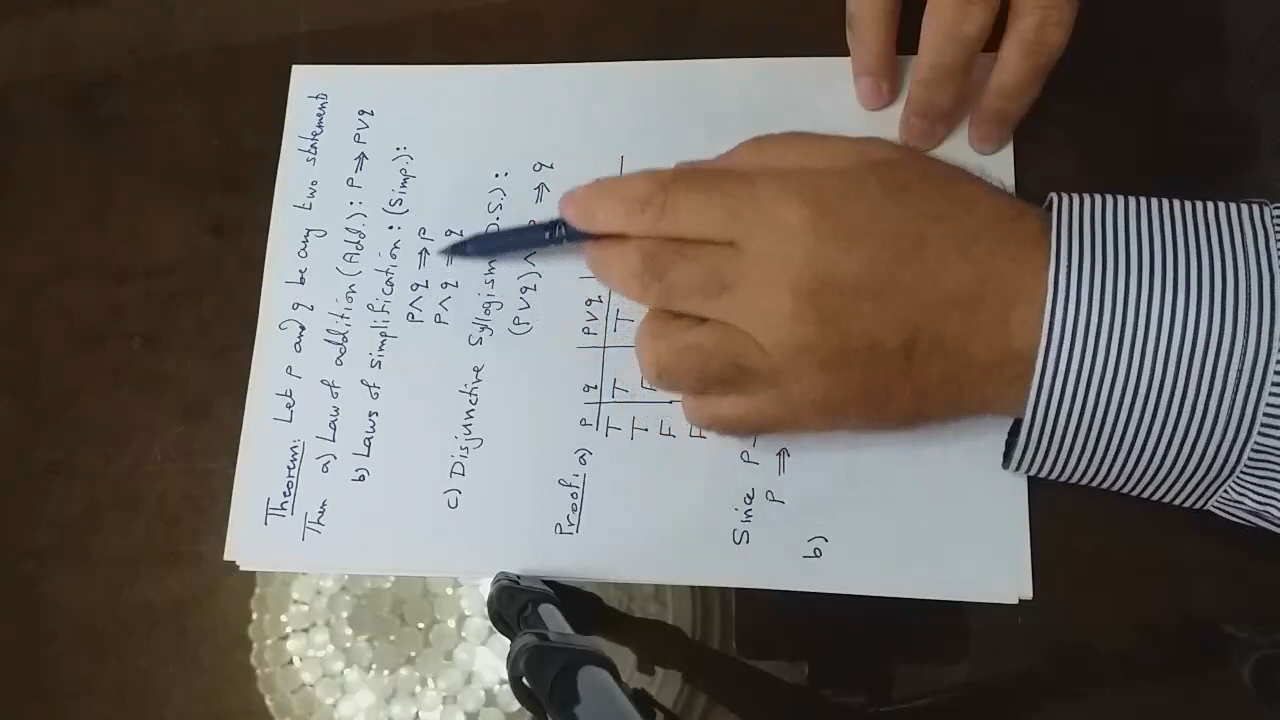 Theorem: Let p and q be any two statement
Then a) Law of addition (Add.): P ⇒ P∨q
b) Laws of simplification: (Simp.):
P∧q ⇒ P
P∧q ⇒ q
c) Disjunctive Syllogism D.S.):
(P∨q)∧ P ⇒ q
Proof: a) P | q | P∨q |
T T T
T
F
F
Since P
P ⇒
b)